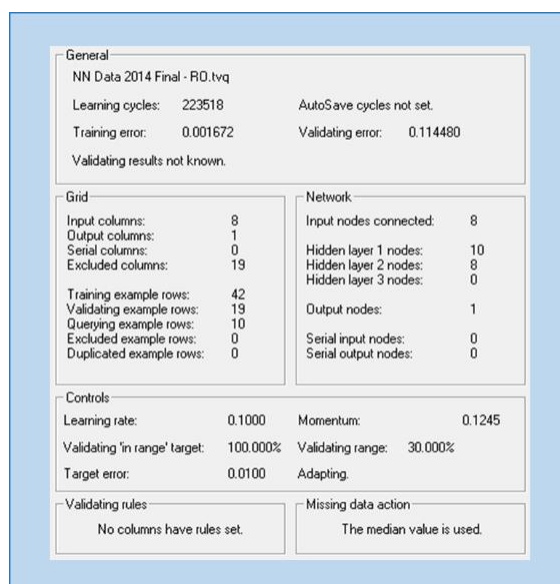 General
NN Data 2014 Final - RO.tvq
Learning cycles: 223518 AutoSave cycles not set.
Training error: 0.001672 Validating error: 0.114480
Validating results not known.
Grid
Input columns: 8
Output columns: 1
Serial columns: 0
Excluded columns: 19
Training example rows: 42
Validating example rows: 19
Querying example rows: 10
Excluded example rows: 0
Duplicated example rows: 0
Network
Input nodes connected: 8
Hidden layer 1 nodes: 10
Hidden layer 2 nodes: 8
Hidden layer 3 nodes: 0
Output nodes: 1
Serial input nodes: 0
Serial output nodes: 0
Controls
Learning rate: 0.1000 Momentum: 0.1245
Validating 'in range' target: 100.000% Validating range: 30.000%
Target error: 0.0100 Adapting.
Validating rules
No columns have rules set.
Missing data action
The median value is used.